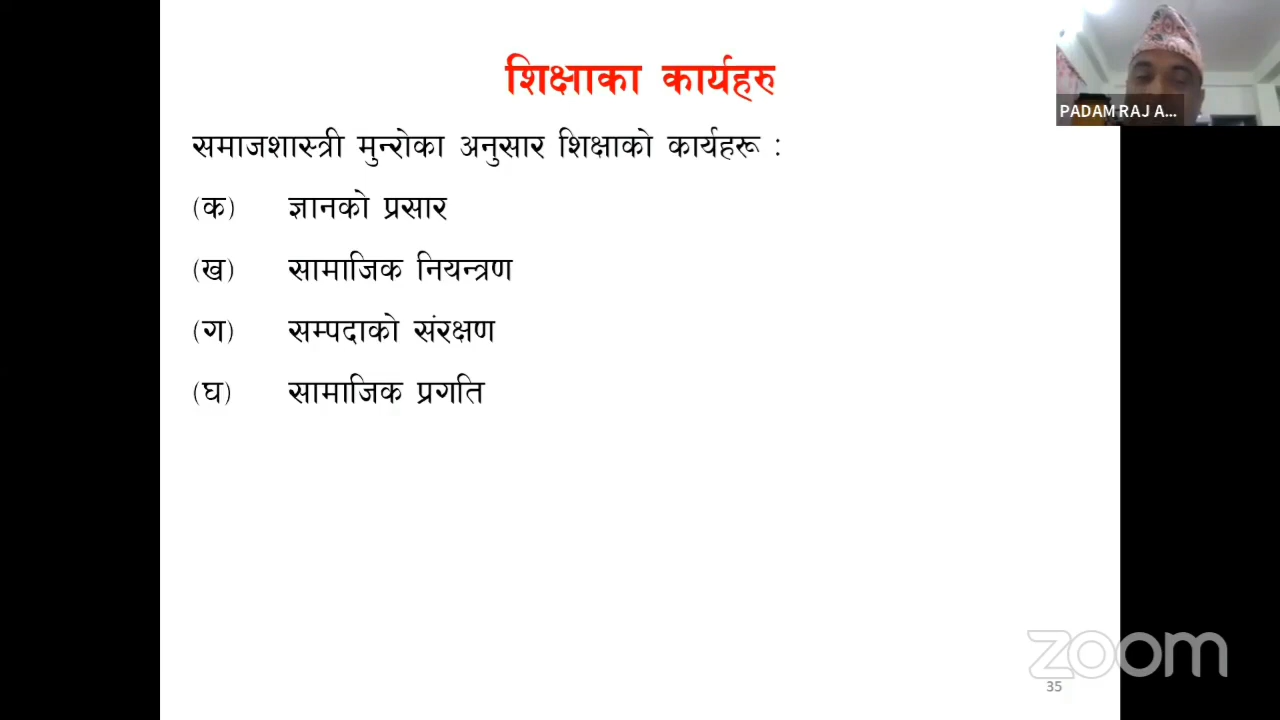 शिक्षाका कार्यहरु
PADAM RAJ A...
समाजशास्त्री मुन्रोका अनुसार शिक्षाको कार्यहरू :
(क) ज्ञानको प्रसार
(ख) सामाजिक नियन्त्रण
(ग) सम्पदाको संरक्षण
(घ) सामाजिक प्रगति
zoom
35